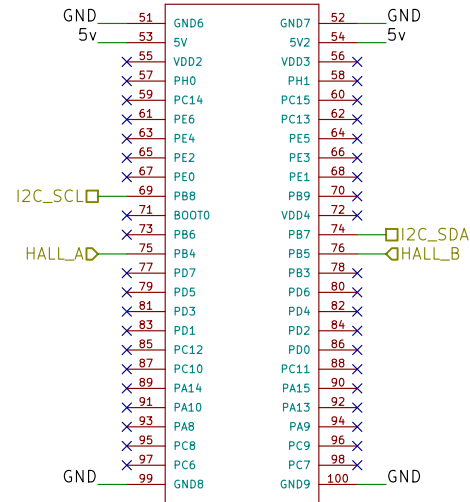 GND 51 GND6 GND7 52 GND
5v 53 5V 5V2 54 5v
55 VDD2 VDD3 56
57 PH0 PH1 58
59 PC14 PC15 60
61 PE6 PC13 62
63 PE4 PE5 64
65 PE2 PE3 66
67 PE0 PE1 68
I2C_SCL 69 PB8 PB9 70
71 BOOT0 VDD4 72
73 PB6 PB7 74 I2C_SDA
HALL_A 75 PB4 PB5 76 HALL_B
77 PD7 PB3 78
79 PD5 PD6 80
81 PD3 PD4 82
83 PD1 PD2 84
85 PC12 PD0 86
87 PC10 PC11 88
89 PA14 PA15 90
91 PA10 PA13 92
93 PA8 PA9 94
95 PC8 PC9 96
97 PC6 PC7 98
GND 99 GND8 GND9 100 GND